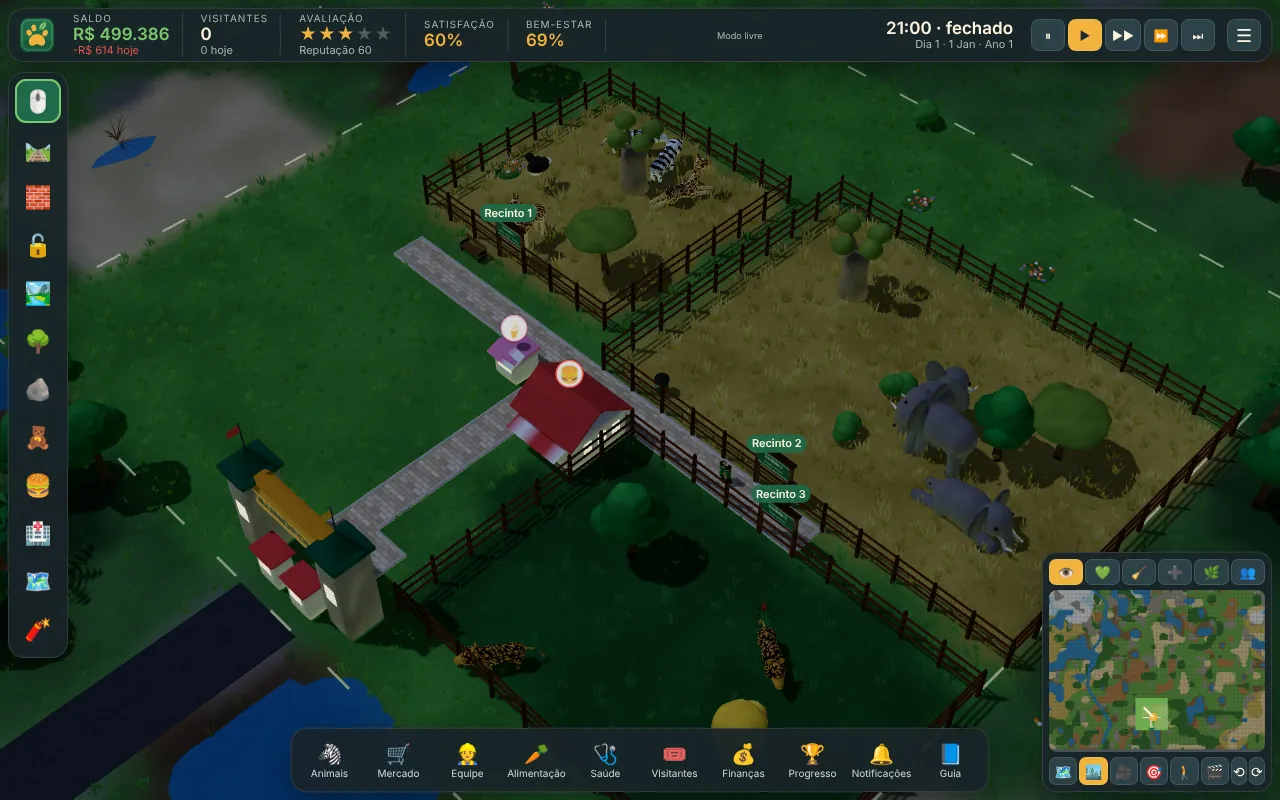 SALDO
R$ 499.386
-R$ 614 hoje
VISITANTES
0
0 hoje
AVALIAÇÃO
Reputação 60
SATISFAÇÃO
60%
BEM-ESTAR
69%
Modo livre
21:00 · fechado
Dia 1 · 1 Jan · Ano 1
Recinto 1
Recinto 2
Recinto 3
Animais
Mercado
Equipe
Alimentação
Saúde
Visitantes
Finanças
Progresso
Notificações
Guia